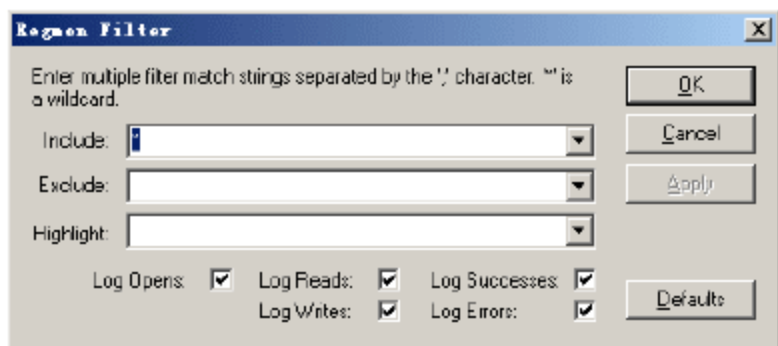 Regmon Filter
Enter multiple filter match strings separated by the ';' character. '*' is
a wildcard.
OK
Include: *
Cancel
Exclude:
Apply
Highlight:
Log Opens: Log Reads: Log Successes:
Defaults
Log Writes: Log Errors: